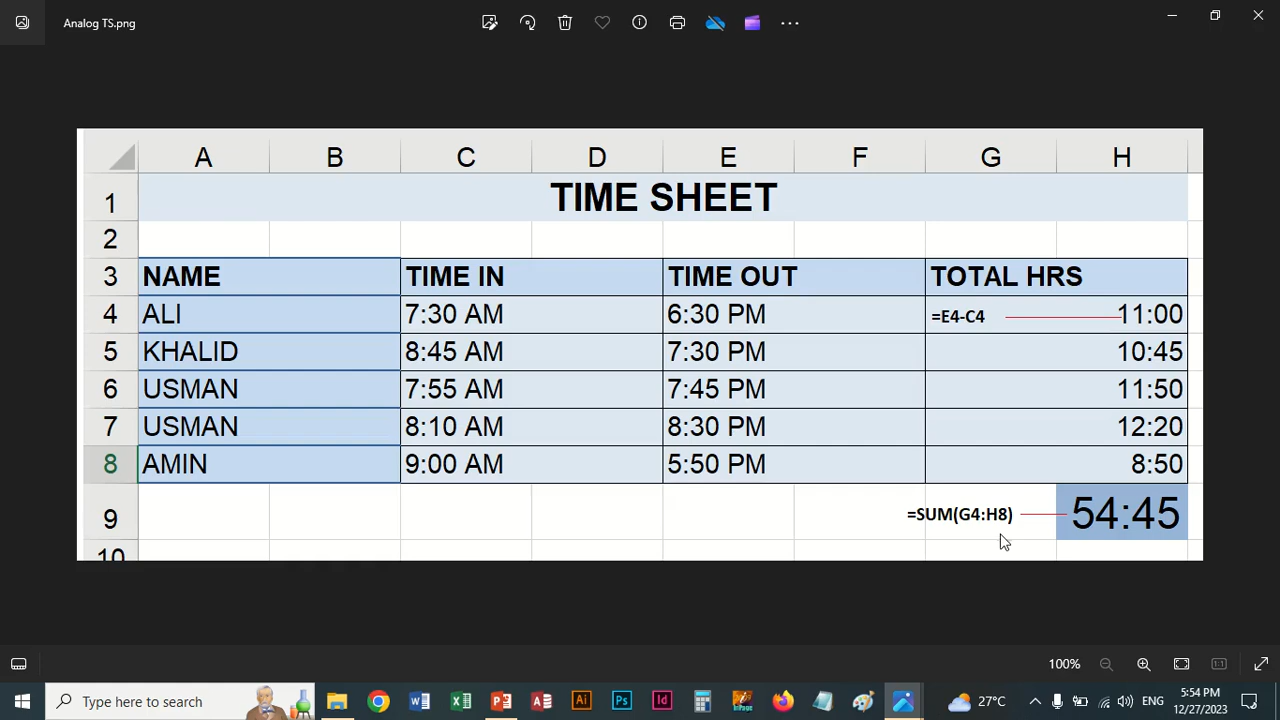 Analog TS.png
A B C D E F G H
1 TIME SHEET
2
3 NAME TIME IN TIME OUT TOTAL HRS
4 ALI 7:30 AM 6:30 PM =E4-C4 11:00
5 KHALID 8:45 AM 7:30 PM 10:45
6 USMAN 7:55 AM 7:45 PM 11:50
7 USMAN 8:10 AM 8:30 PM 12:20
8 AMIN 9:00 AM 5:50 PM 8:50
9 =SUM(G4:H8) 54:45
10
100%
Type here to search
27°C ENG 5:54 PM
12/27/2023